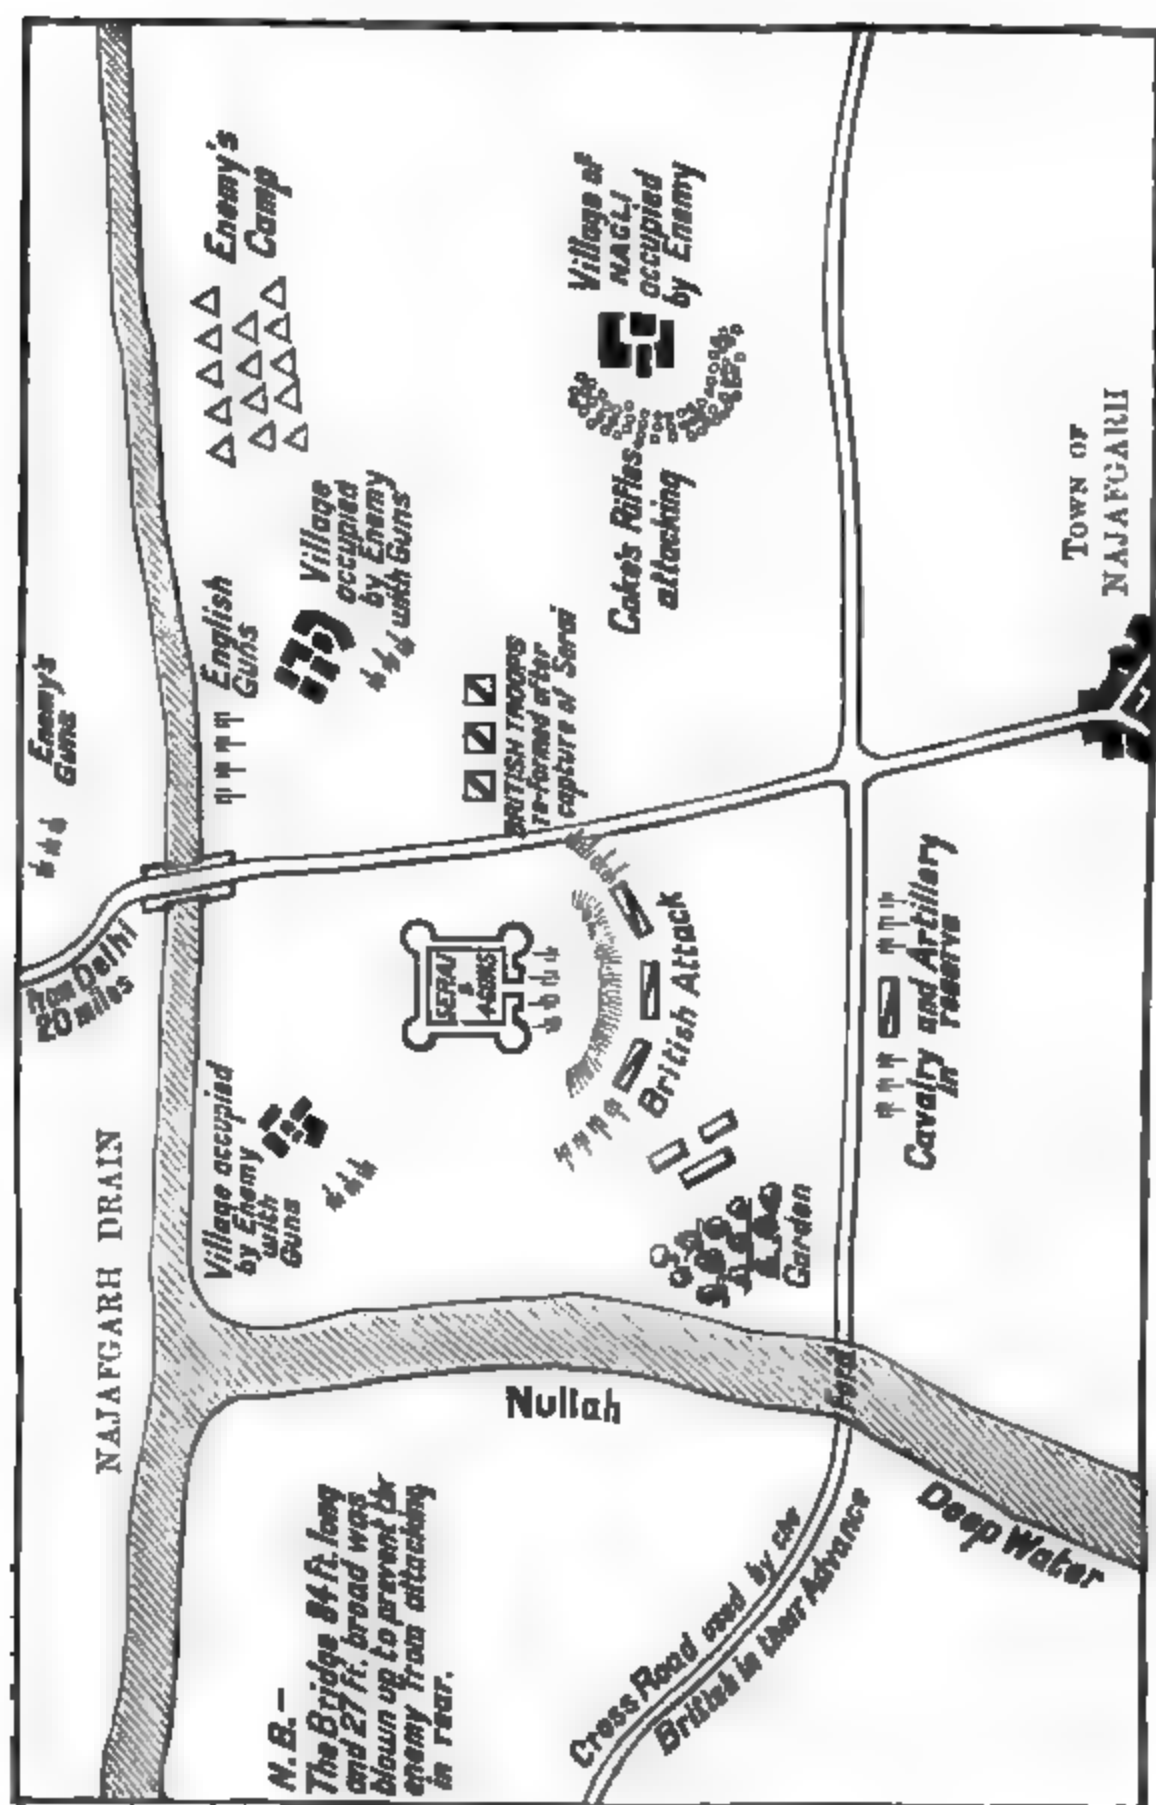 NAJAFGARH DRAIN
From Delhi
20 miles
Enemy's
Guns
N.B.—
The Bridge 84 ft. long
and 27 ft. broad was
blown up to prevent the
enemy from attacking
in rear.
Village occupied
by Enemy
with
Guns
English
Guns
Enemy's
Camp
Village
occupied
by Enemy
with Guns
Nullah
SERAI
&
4 GUNS
BRITISH TROOPS
re-formed after
capture of Serai
Village of
NAGLI
occupied
by Enemy
Coke's Rifles
attacking
British Attack
Garden
Ford
Cross Road used by the
British in their Advance
Cavalry and Artillery
in
reserve
Deep Water
TOWN OF
NAJAFGARH